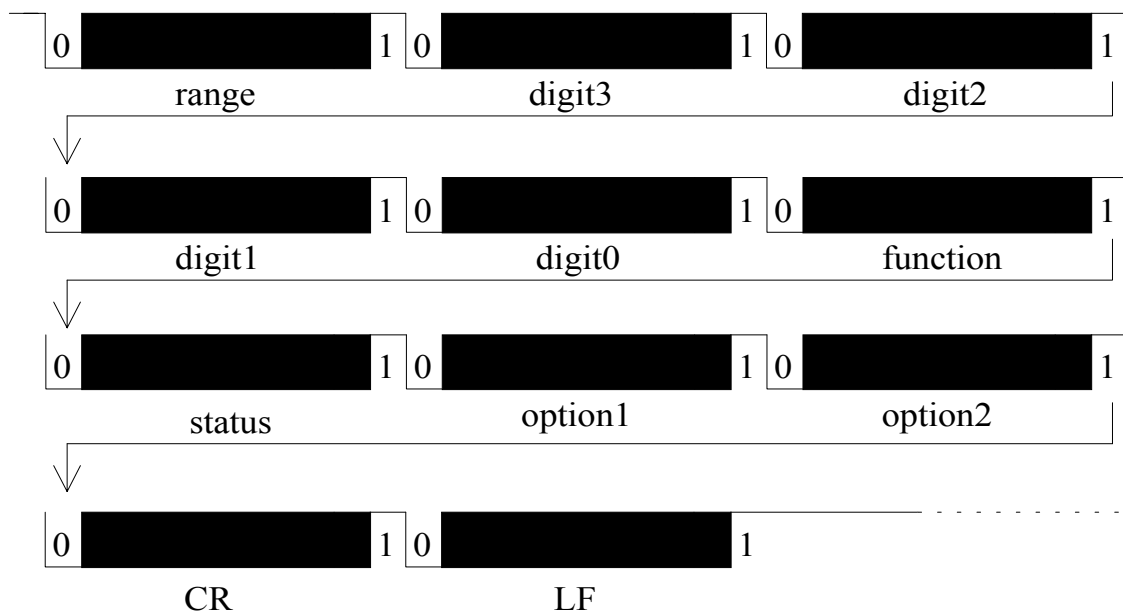 0 1 0 1 0 1
range digit3 digit2
0 1 0 1 0 1
digit1 digit0 function
0 1 0 1 0 1
status option1 option2
0 1 0 1
CR LF